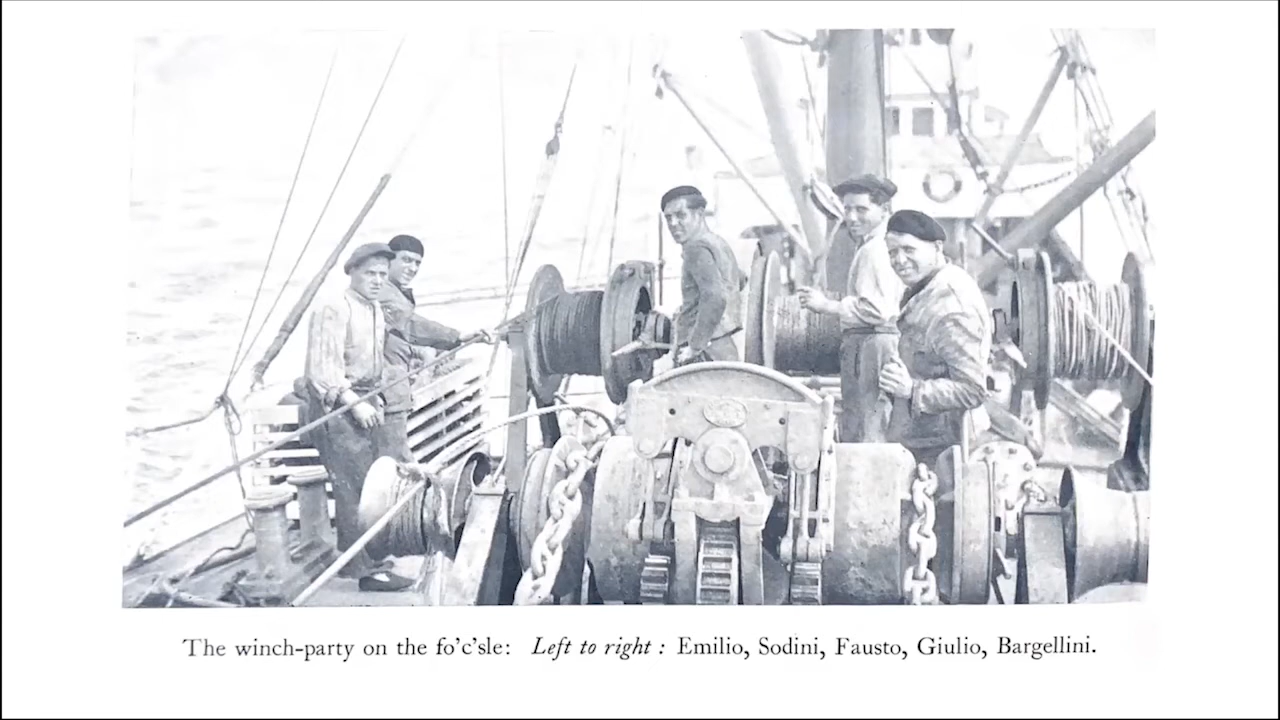 The winch-party on the fo'c'sle: Left to right : Emilio, Sodini, Fausto, Giulio, Bargellini.